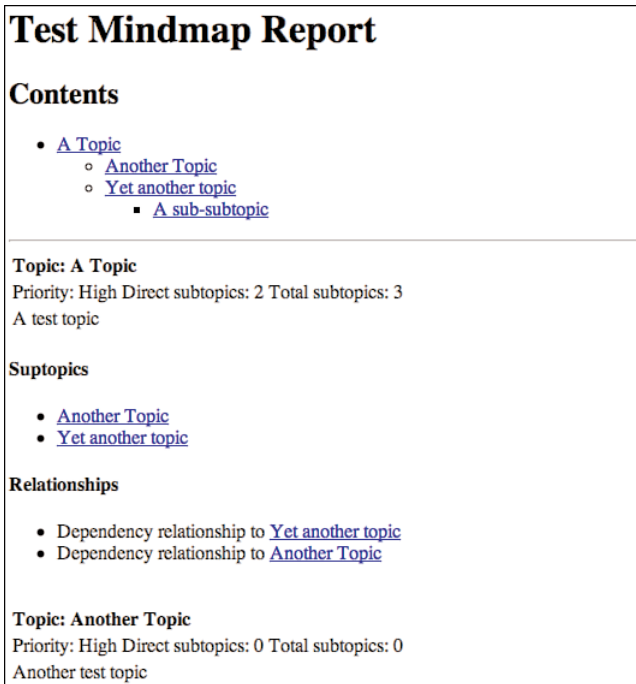 Test Mindmap Report
Contents
A Topic
Another Topic
Yet another topic
A sub-subtopic
Topic: A Topic
Priority: High Direct subtopics: 2 Total subtopics: 3
A test topic
Suptopics
Another Topic
Yet another topic
Relationships
Dependency relationship to Yet another topic
Dependency relationship to Another Topic
Topic: Another Topic
Priority: High Direct subtopics: 0 Total subtopics: 0
Another test topic